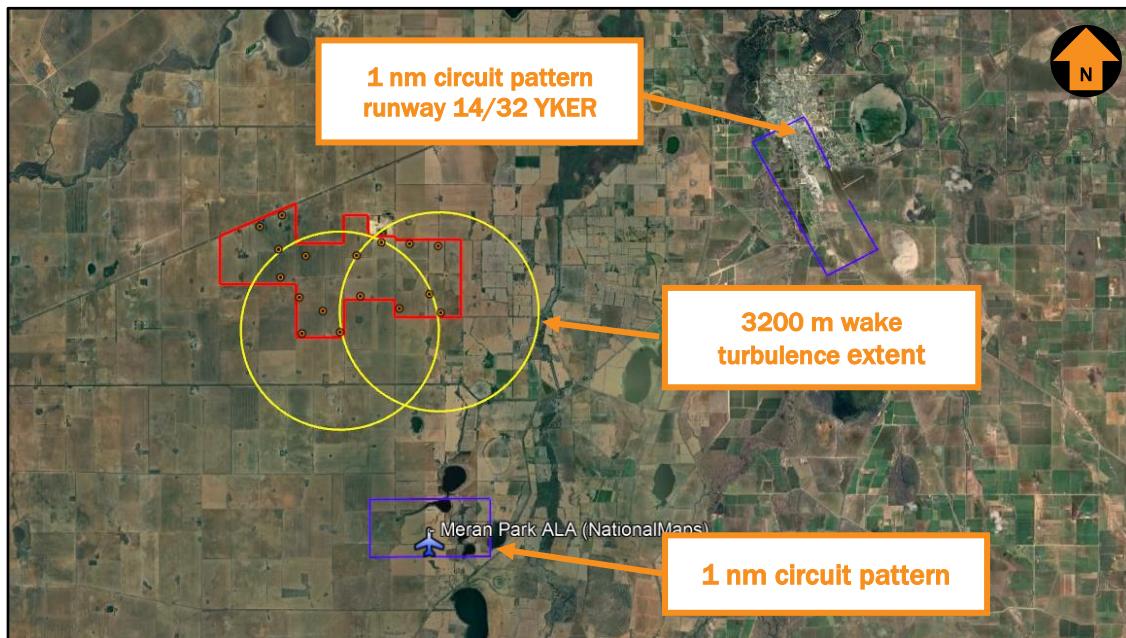 1 nm circuit pattern
runway 14/32 YKER
N
3200 m wake
turbulence extent
Meran Park ALA (NationalMaps)
1 nm circuit pattern